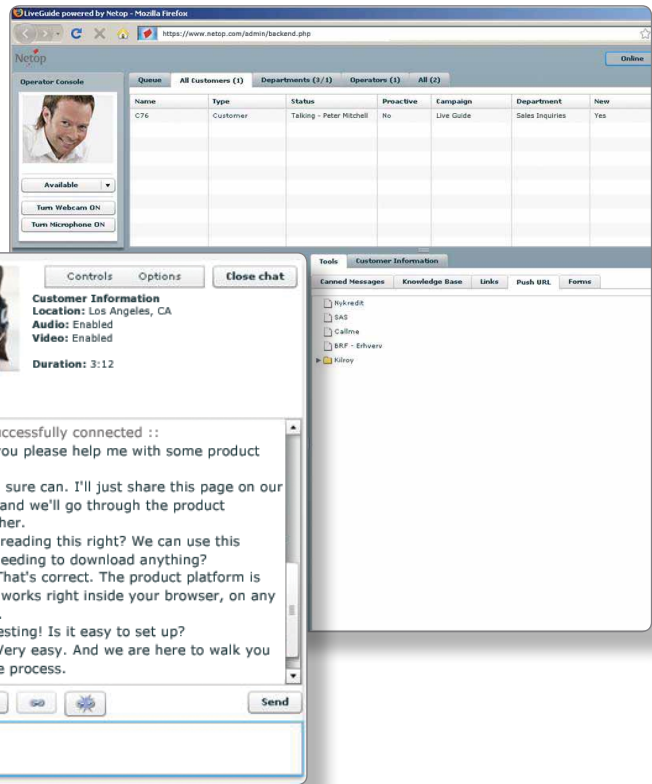 LiveGuide powered by Netop - Mozilla Firefox
https://www.netop.com/admin/backend.php
Netop
Online
Operator Console
Queue All Customers (1) Departments (3/1) Operators (1) All (2)
Name Type Status Proactive Campaign Department New
C76 Customer Talking - Peter Mitchell No Live Guide Sales Inquiries Yes
Available
Turn Webcam ON
Turn Microphone ON
Tools Customer Information
Canned Messages Knowledge Base Links Push URL Forms
Nykredit
SAS
Callme
BRF - Erhverv
Kilroy
Controls Options Close chat
Customer Information
Location: Los Angeles, CA
Audio: Enabled
Video: Enabled
Duration: 3:12
uccessfully connected ::
you please help me with some product
sure can. I'll just share this page on our
and we'll go through the product
her.
reading this right? We can use this
eeding to download anything?
That's correct. The product platform is
works right inside your browser, on any
esting! Is it easy to set up?
Very easy. And we are here to walk you
e process.
Send